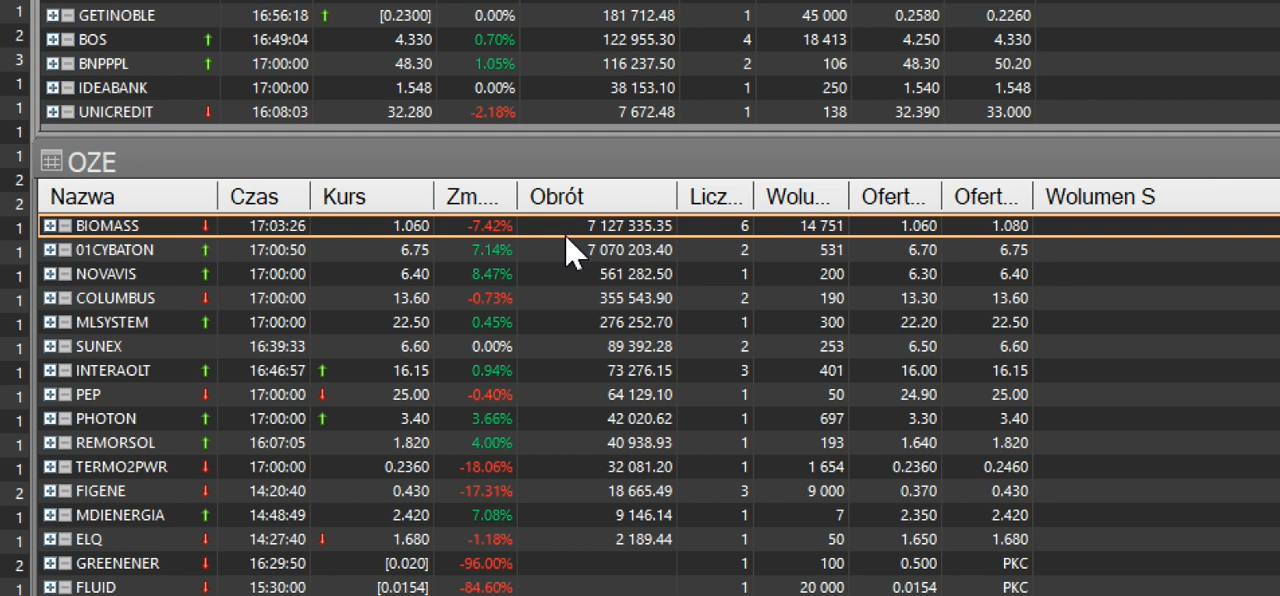 1 GETINOBLE 16:56:18 [0.2300] 0.00% 181 712.48 1 45 000 0.2580 0.2260
2 BOS 16:49:04 4.330 0.70% 122 955.30 4 18 413 4.250 4.330
3 BNPPPL 17:00:00 48.30 1.05% 116 237.50 2 106 48.30 50.20
1 IDEABANK 17:00:00 1.548 0.00% 38 153.10 1 250 1.540 1.548
1 UNICREDIT 16:08:03 32.280 -2.18% 7 672.48 1 138 32.390 33.000
1
1 OZE
2
2 Nazwa Czas Kurs Zm.... Obrót Licz... Wolu... Ofert... Ofert... Wolumen S
1 BIOMASS 17:03:26 1.060 -7.42% 7 127 335.35 6 14 751 1.060 1.080
1 01CYBATON 17:00:50 6.75 7.14% 7 070 203.40 2 531 6.70 6.75
1 NOVAVIS 17:00:00 6.40 8.47% 561 282.50 1 200 6.30 6.40
1 COLUMBUS 17:00:00 13.60 -0.73% 355 543.90 2 190 13.30 13.60
1 MLSYSTEM 17:00:00 22.50 0.45% 276 252.70 1 300 22.20 22.50
1 SUNEX 16:39:33 6.60 0.00% 89 392.28 2 253 6.50 6.60
1 INTERAOLT 16:46:57 16.15 0.94% 73 276.15 3 401 16.00 16.15
1 PEP 17:00:00 25.00 -0.40% 64 129.10 1 50 24.90 25.00
1 PHOTON 17:00:00 3.40 3.66% 42 020.62 1 697 3.30 3.40
1 REMORSOL 16:07:05 1.820 4.00% 40 938.93 1 193 1.640 1.820
1 TERMO2PWR 17:00:00 0.2360 -18.06% 32 081.20 1 1 654 0.2360 0.2460
2 FIGENE 14:20:40 0.430 -17.31% 18 665.49 3 9 000 0.370 0.430
1 MDIENERGIA 14:48:49 2.420 7.08% 9 146.14 1 7 2.350 2.420
1 ELQ 14:27:40 1.680 -1.18% 2 189.44 1 50 1.650 1.680
2 GREENENER 16:29:50 [0.020] -96.00% 1 100 0.500 PKC
1 FLUID 15:30:00 [0.0154] -84.60% 1 20 000 0.0154 PKC